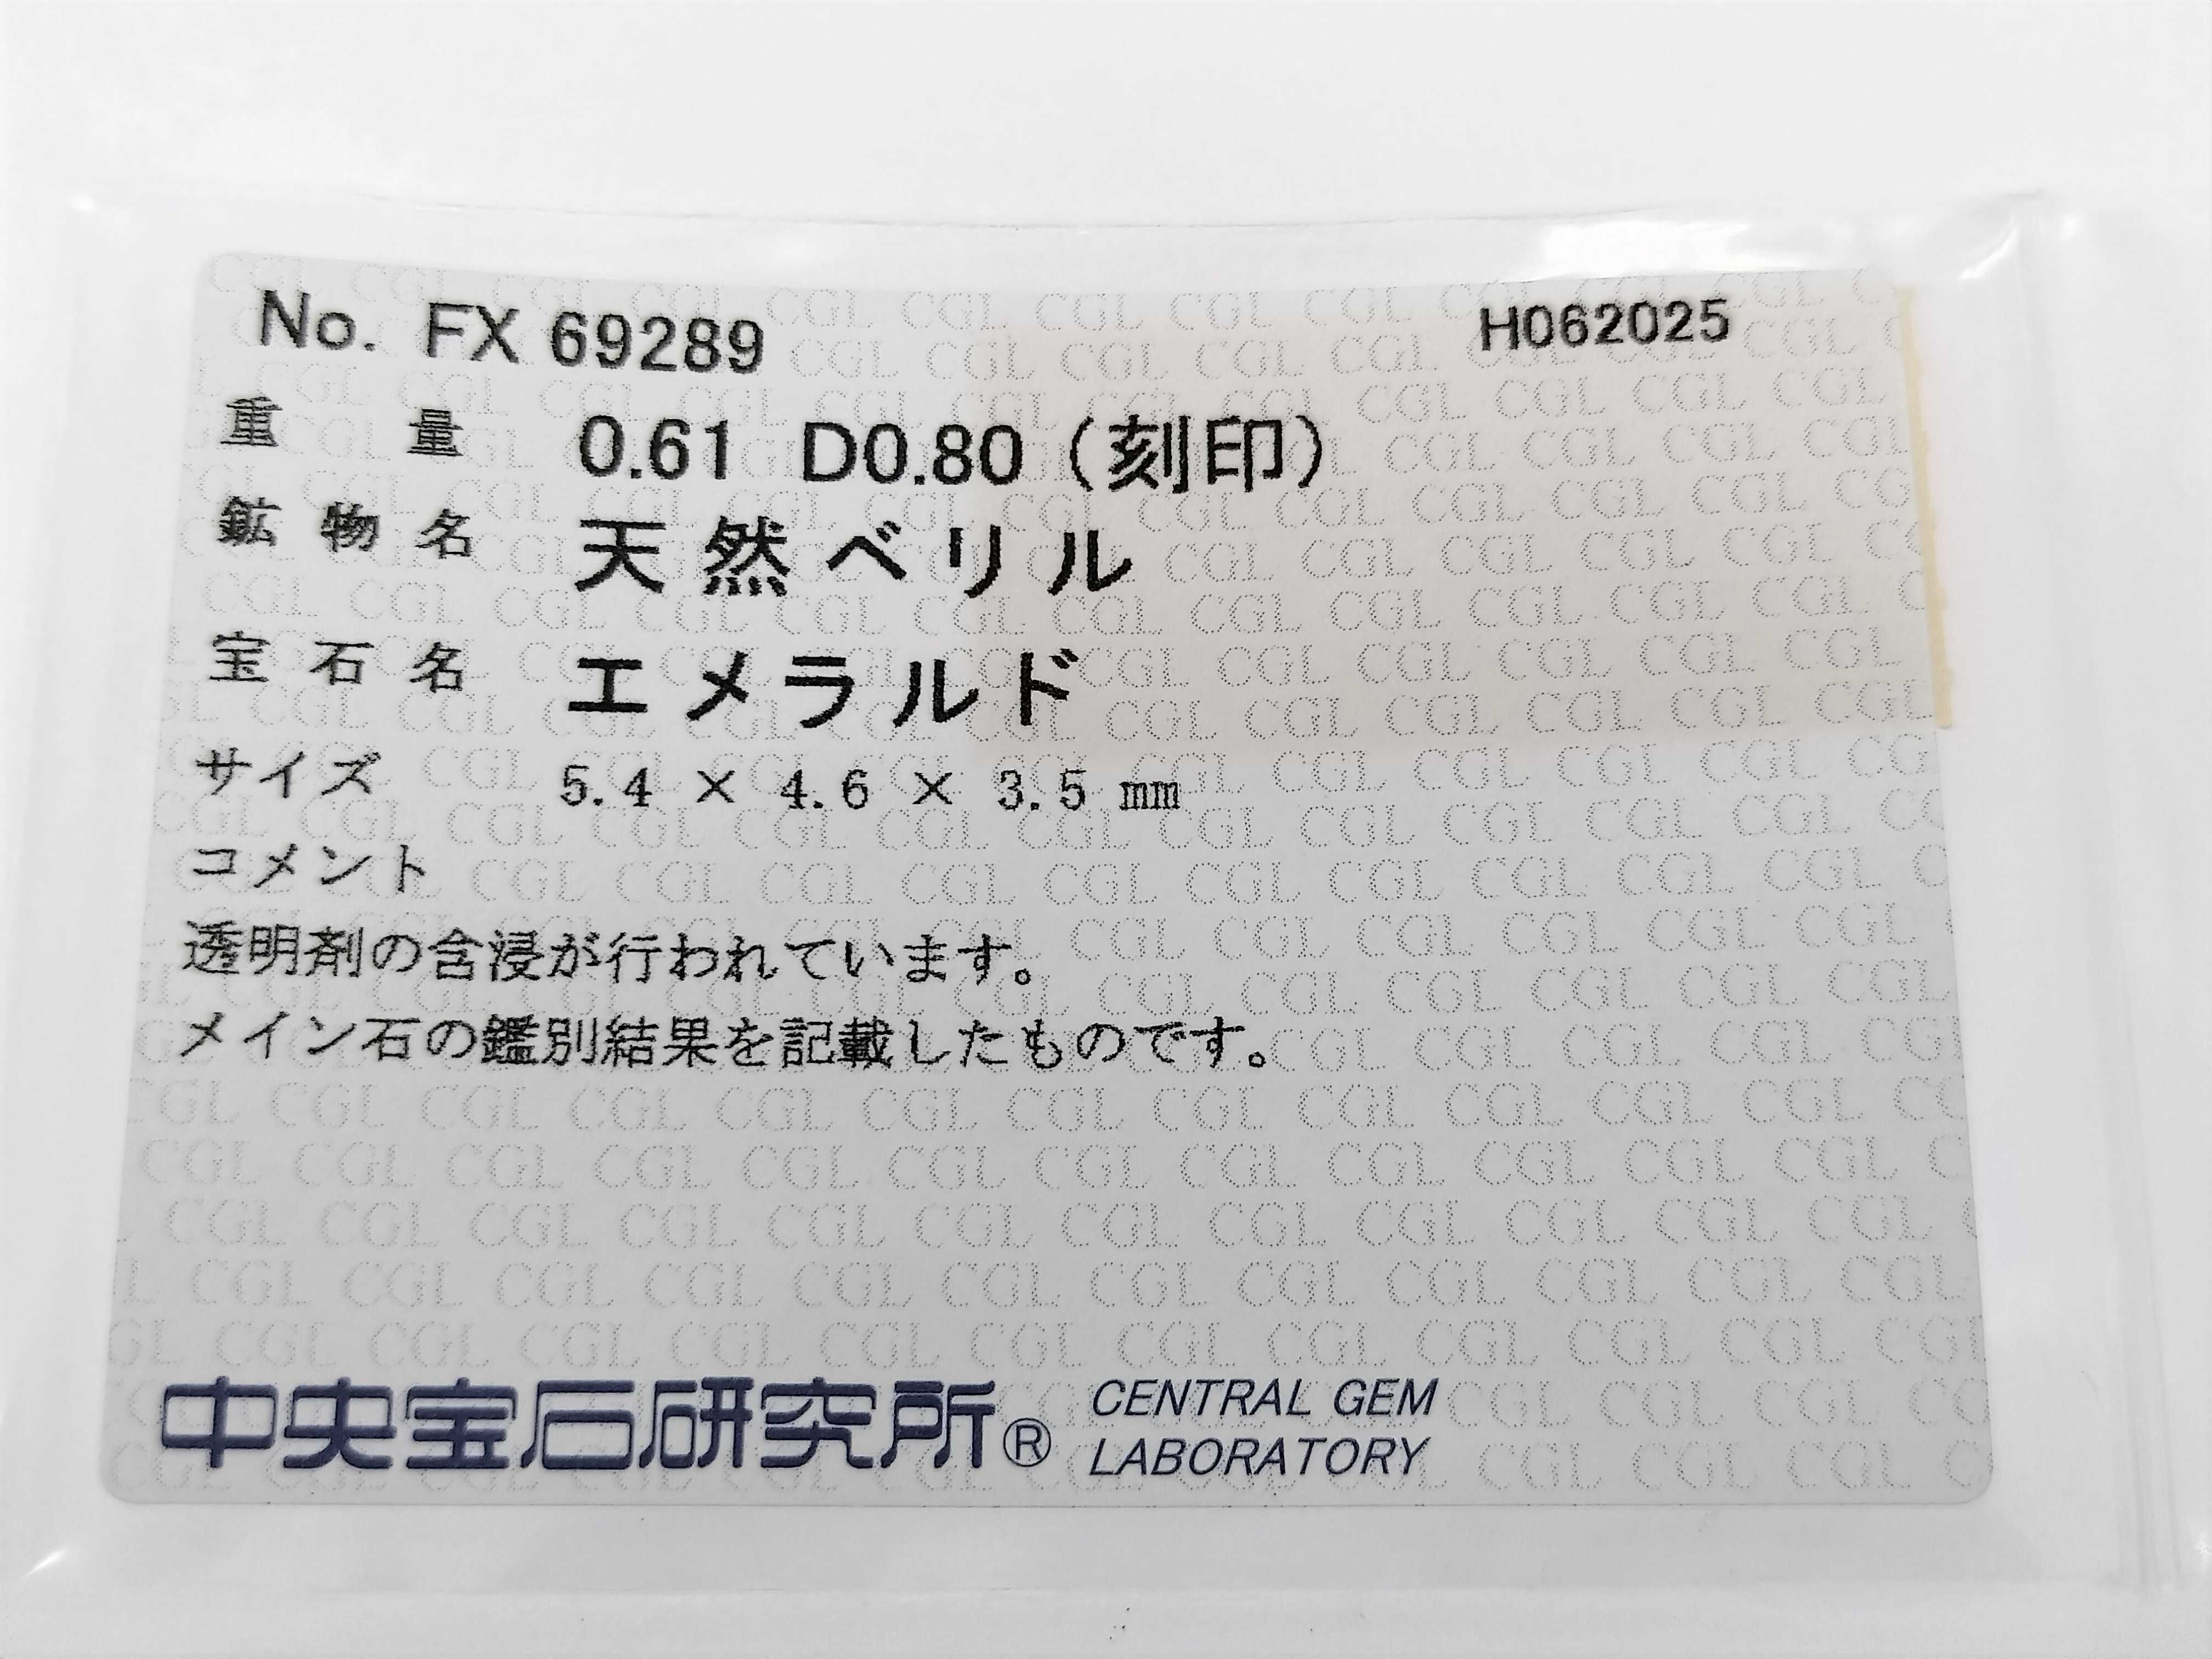 No. FX 69289 H062025
重量 0.61 D0.80 (刻印)
鉱物名 天然ベリル
宝石名 エメラルド
サイズ 5.4 × 4.6 × 3.5 mm
コメント
透明剤の含浸が行われています。
メイン石の鑑別結果を記載したものです。
中央宝石研究所® CENTRAL GEM
LABORATORY